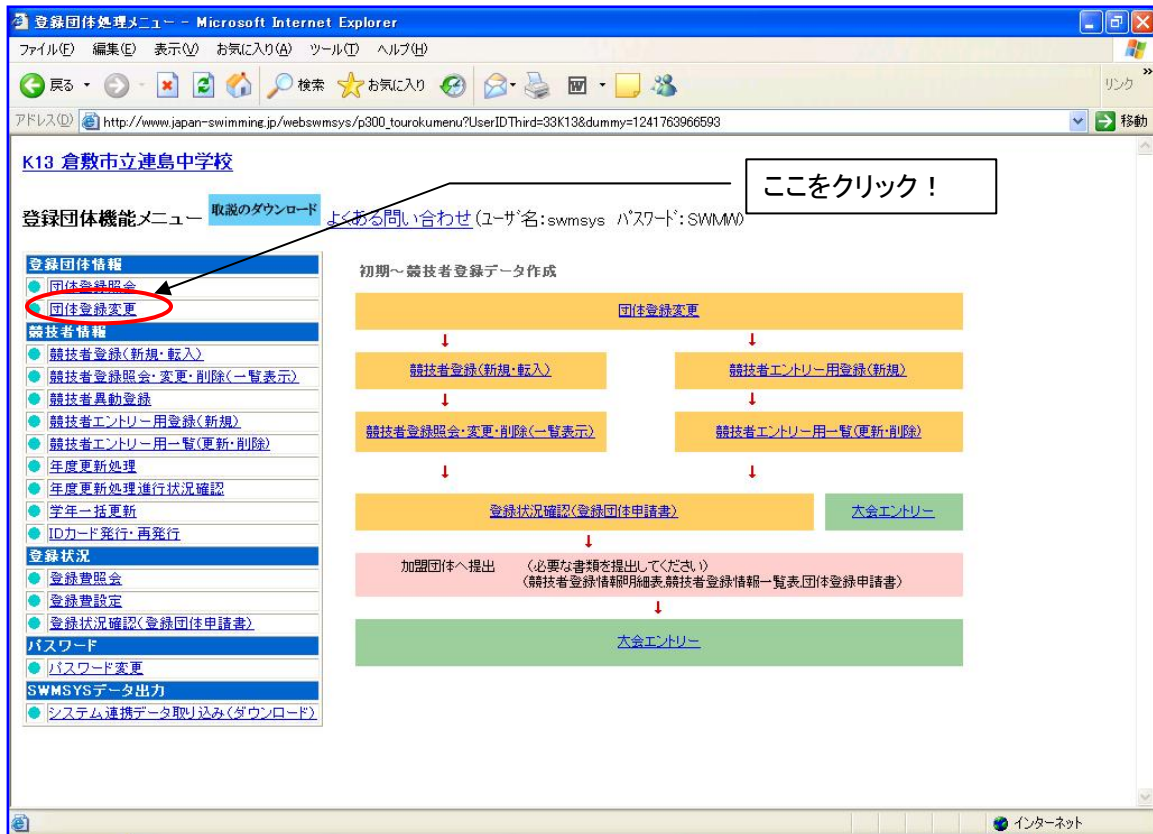 登録団体処理メニュー - Microsoft Internet Explorer
ファイル(F) 編集(E) 表示(V) お気に入り(A) ツール(T) ヘルプ(H)
戻る 検索 お気に入り リンク »
アドレス(D) http://www.japan-swimming.jp/webswmsys/p300_tourokumenu?UserIDThird=33K13&dummy=1241763966593 移動
K13 倉敷市立連島中学校
ここをクリック！
登録団体機能メニュー 取説のダウンロード よくある問い合わせ(ユーザ名:swmsys パスワード:SWMW)
登録団体情報
団体登録照会
団体登録変更
競技者情報
競技者登録(新規・転入)
競技者登録照会・変更・削除(一覧表示)
競技者異動登録
競技者エントリー用登録(新規)
競技者エントリー用一覧(更新・削除)
年度更新処理
年度更新処理進行状況確認
学年一括更新
IDカード発行・再発行
登録状況
登録費照会
登録費設定
登録状況確認(登録団体申請書)
パスワード
パスワード変更
SWMSYSデータ出力
システム連携データ取り込み(ダウンロード)
初期～競技者登録データ作成
団体登録変更
↓ ↓
競技者登録(新規・転入) 競技者エントリー用登録(新規)
↓ ↓
競技者登録照会・変更・削除(一覧表示) 競技者エントリー用一覧(更新・削除)
↓ ↓
登録状況確認(登録団体申請書) 大会エントリー
↓
加盟団体へ提出 (必要な書類を提出してください)
(競技者登録情報明細表,競技者登録情報一覧表,団体登録申請書)
↓
大会エントリー
インターネット